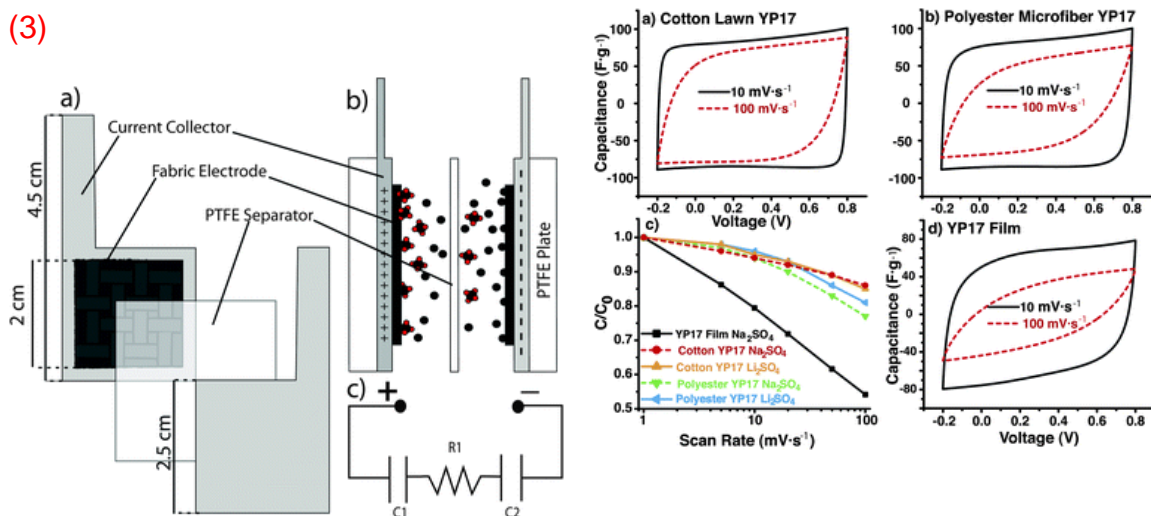 (3)
a)
Current Collector
Fabric Electrode
PTFE Separator
4.5 cm
2 cm
2.5 cm
b)
PTFE Plate
c)
+
−
R1
C1
C2
a) Cotton Lawn YP17
Capacitance (F·g⁻¹)
100
50
0
-50
-100
10 mV·s⁻¹
100 mV·s⁻¹
-0.2 0.0 0.2 0.4 0.6 0.8
Voltage (V)
b) Polyester Microfiber YP17
Capacitance (F·g⁻¹)
100
50
0
-50
-100
10 mV·s⁻¹
100 mV·s⁻¹
-0.2 0.0 0.2 0.4 0.6 0.8
Voltage (V)
c)
C/C₀
1.0
0.9
0.8
0.7
0.6
0.5
YP17 Film Na₂SO₄
Cotton YP17 Na₂SO₄
Cotton YP17 Li₂SO₄
Polyester YP17 Na₂SO₄
Polyester YP17 Li₂SO₄
1 10 100
Scan Rate (mV·s⁻¹)
d) YP17 Film
Capacitance (F·g⁻¹)
80
40
0
-40
-80
10 mV·s⁻¹
100 mV·s⁻¹
-0.2 0.0 0.2 0.4 0.6 0.8
Voltage (V)